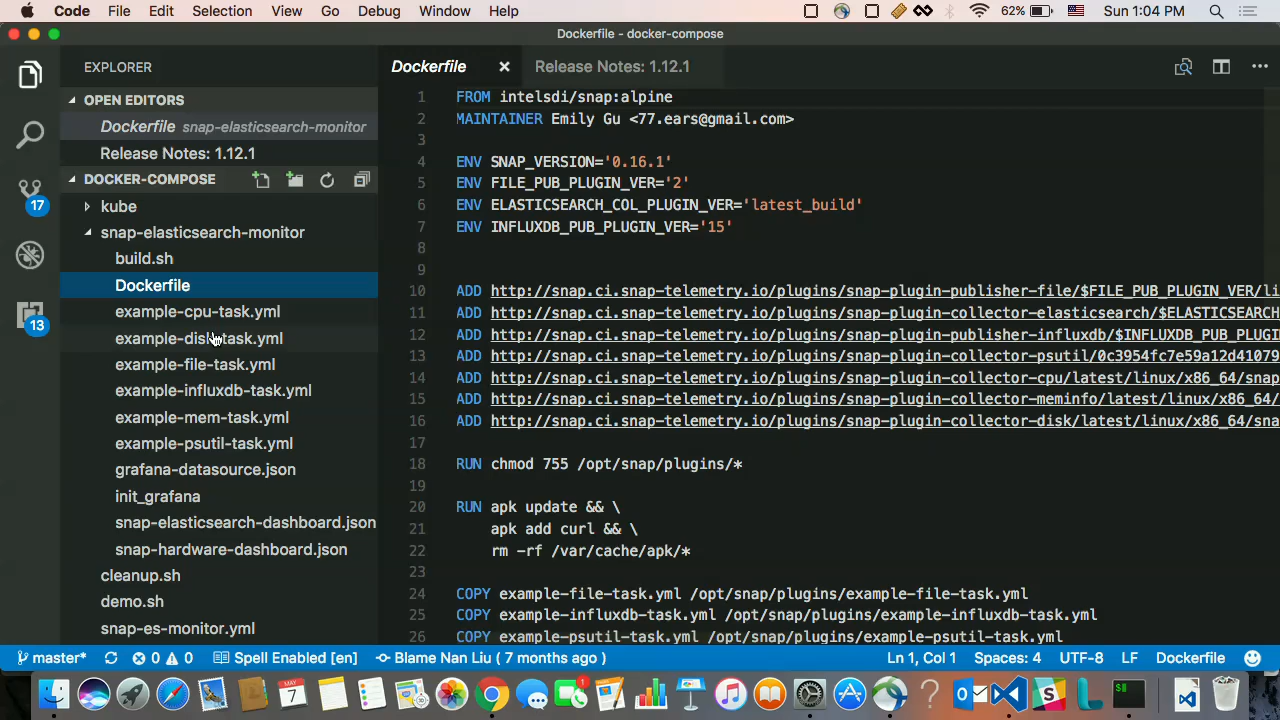 Code File Edit Selection View Go Debug Window Help 62% Sun 1:04 PM
Dockerfile - docker-compose
EXPLORER
OPEN EDITORS
Dockerfile snap-elasticsearch-monitor
Release Notes: 1.12.1
DOCKER-COMPOSE
kube
snap-elasticsearch-monitor
build.sh
Dockerfile
example-cpu-task.yml
example-disk-task.yml
example-file-task.yml
example-influxdb-task.yml
example-mem-task.yml
example-psutil-task.yml
grafana-datasource.json
init_grafana
snap-elasticsearch-dashboard.json
snap-hardware-dashboard.json
cleanup.sh
demo.sh
snap-es-monitor.yml
17
13
Dockerfile Release Notes: 1.12.1
1 FROM intelsdi/snap:alpine
2 MAINTAINER Emily Gu <77.ears@gmail.com>
3
4 ENV SNAP_VERSION='0.16.1'
5 ENV FILE_PUB_PLUGIN_VER='2'
6 ENV ELASTICSEARCH_COL_PLUGIN_VER='latest_build'
7 ENV INFLUXDB_PUB_PLUGIN_VER='15'
8
9
10 ADD http://snap.ci.snap-telemetry.io/plugins/snap-plugin-publisher-file/$FILE_PUB_PLUGIN_VER/li
11 ADD http://snap.ci.snap-telemetry.io/plugins/snap-plugin-collector-elasticsearch/$ELASTICSEARCH
12 ADD http://snap.ci.snap-telemetry.io/plugins/snap-plugin-publisher-influxdb/$INFLUXDB_PUB_PLUGI
13 ADD http://snap.ci.snap-telemetry.io/plugins/snap-plugin-collector-psutil/0c3954fc7e59a12d41079
14 ADD http://snap.ci.snap-telemetry.io/plugins/snap-plugin-collector-cpu/latest/linux/x86_64/snap
15 ADD http://snap.ci.snap-telemetry.io/plugins/snap-plugin-collector-meminfo/latest/linux/x86_64/
16 ADD http://snap.ci.snap-telemetry.io/plugins/snap-plugin-collector-disk/latest/linux/x86_64/sna
17
18 RUN chmod 755 /opt/snap/plugins/*
20 RUN apk update && \
21 apk add curl && \
22 rm -rf /var/cache/apk/*
23
24 COPY example-file-task.yml /opt/snap/plugins/example-file-task.yml
25 COPY example-influxdb-task.yml /opt/snap/plugins/example-influxdb-task.yml
26 COPY example-psutil-task.yml /opt/snap/plugins/example-psutil-task.yml
master* 0 0 Spell Enabled [en] Blame Nan Liu ( 7 months ago ) Ln 1, Col 1 Spaces: 4 UTF-8 LF Dockerfile
MAY
7
1